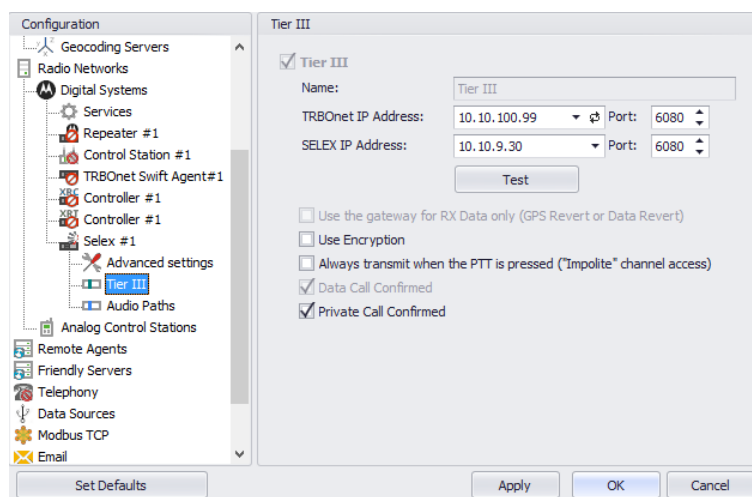 Configuration
Geocoding Servers
Radio Networks
Digital Systems
Services
Repeater #1
Control Station #1
TRBOnet Swift Agent#1
XRC
Controller #1
XRT
Controller #1
Selex #1
Advanced settings
Tier III
Audio Paths
Analog Control Stations
Remote Agents
Friendly Servers
Telephony
Data Sources
Modbus TCP
Email
Set Defaults
Tier III
Tier III
Name: Tier III
TRBOnet IP Address: 10.10.100.99 Port: 6080
SELEX IP Address: 10.10.9.30 Port: 6080
Test
Use the gateway for RX Data only (GPS Revert or Data Revert)
Use Encryption
Always transmit when the PTT is pressed ("Impolite" channel access)
Data Call Confirmed
Private Call Confirmed
Apply OK Cancel